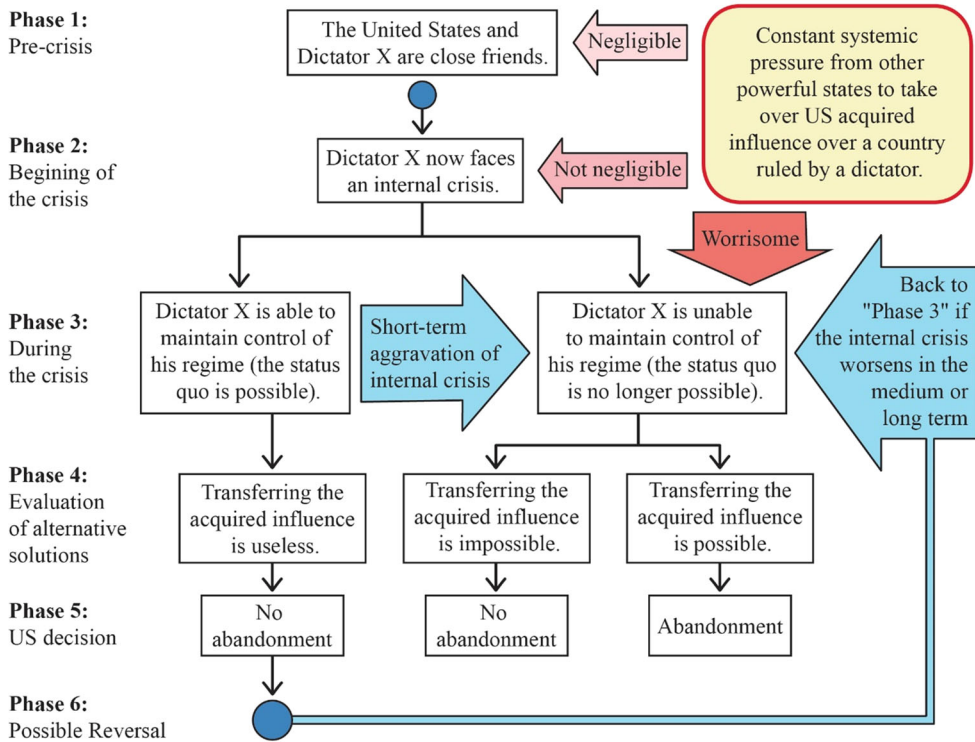 Phase 1:
Pre-crisis
The United States and
Dictator X are close friends.
Negligible
Constant systemic
pressure from other
powerful states to take
over US acquired
influence over a country
ruled by a dictator.
Phase 2:
Begining of
the crisis
Dictator X now faces
an internal crisis.
Not negligible
Worrisome
Phase 3:
During
the crisis
Dictator X is able to
maintain control of
his regime (the status
quo is possible).
Short-term
aggravation of
internal crisis
Dictator X is unable
to maintain control of
his regime (the status quo
is no longer possible).
Back to
"Phase 3" if
the internal crisis
worsens in the
medium or
long term
Phase 4:
Evaluation
of alternative
solutions
Transferring the
acquired influence
is useless.
Transferring the
acquired influence
is impossible.
Transferring the
acquired influence
is possible.
Phase 5:
US decision
No
abandonment
No
abandonment
Abandonment
Phase 6:
Possible Reversal